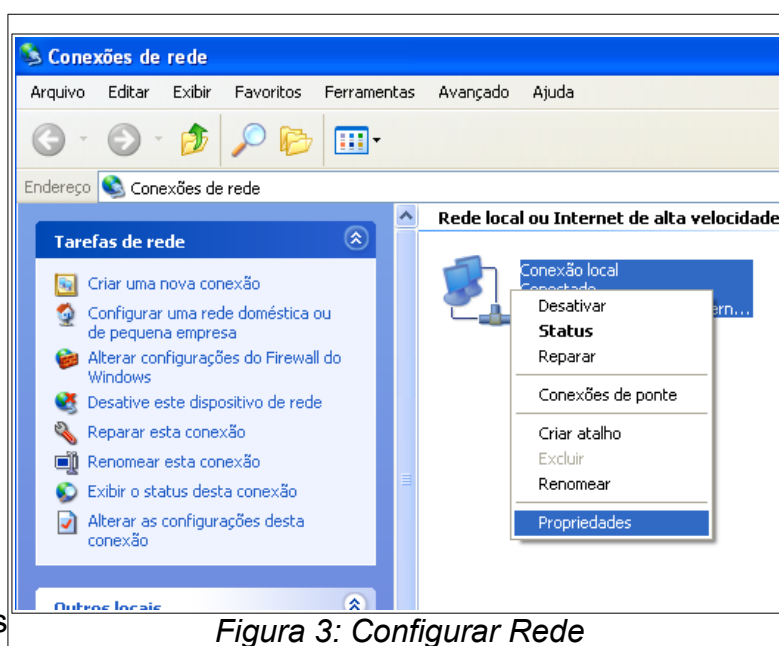 Conexões de rede
Arquivo Editar Exibir Favoritos Ferramentas Avançado Ajuda
Endereço Conexões de rede
Tarefas de rede
Criar uma nova conexão
Configurar uma rede doméstica ou
de pequena empresa
Alterar configurações do Firewall do
Windows
Desative este dispositivo de rede
Reparar esta conexão
Renomear esta conexão
Exibir o status desta conexão
Alterar as configurações desta
conexão
Outros locais
Rede local ou Internet de alta velocidade
Conexão local
Conectado
ern...
Desativar
Status
Reparar
Conexões de ponte
Criar atalho
Excluir
Renomear
Propriedades
s
Figura 3: Configurar Rede